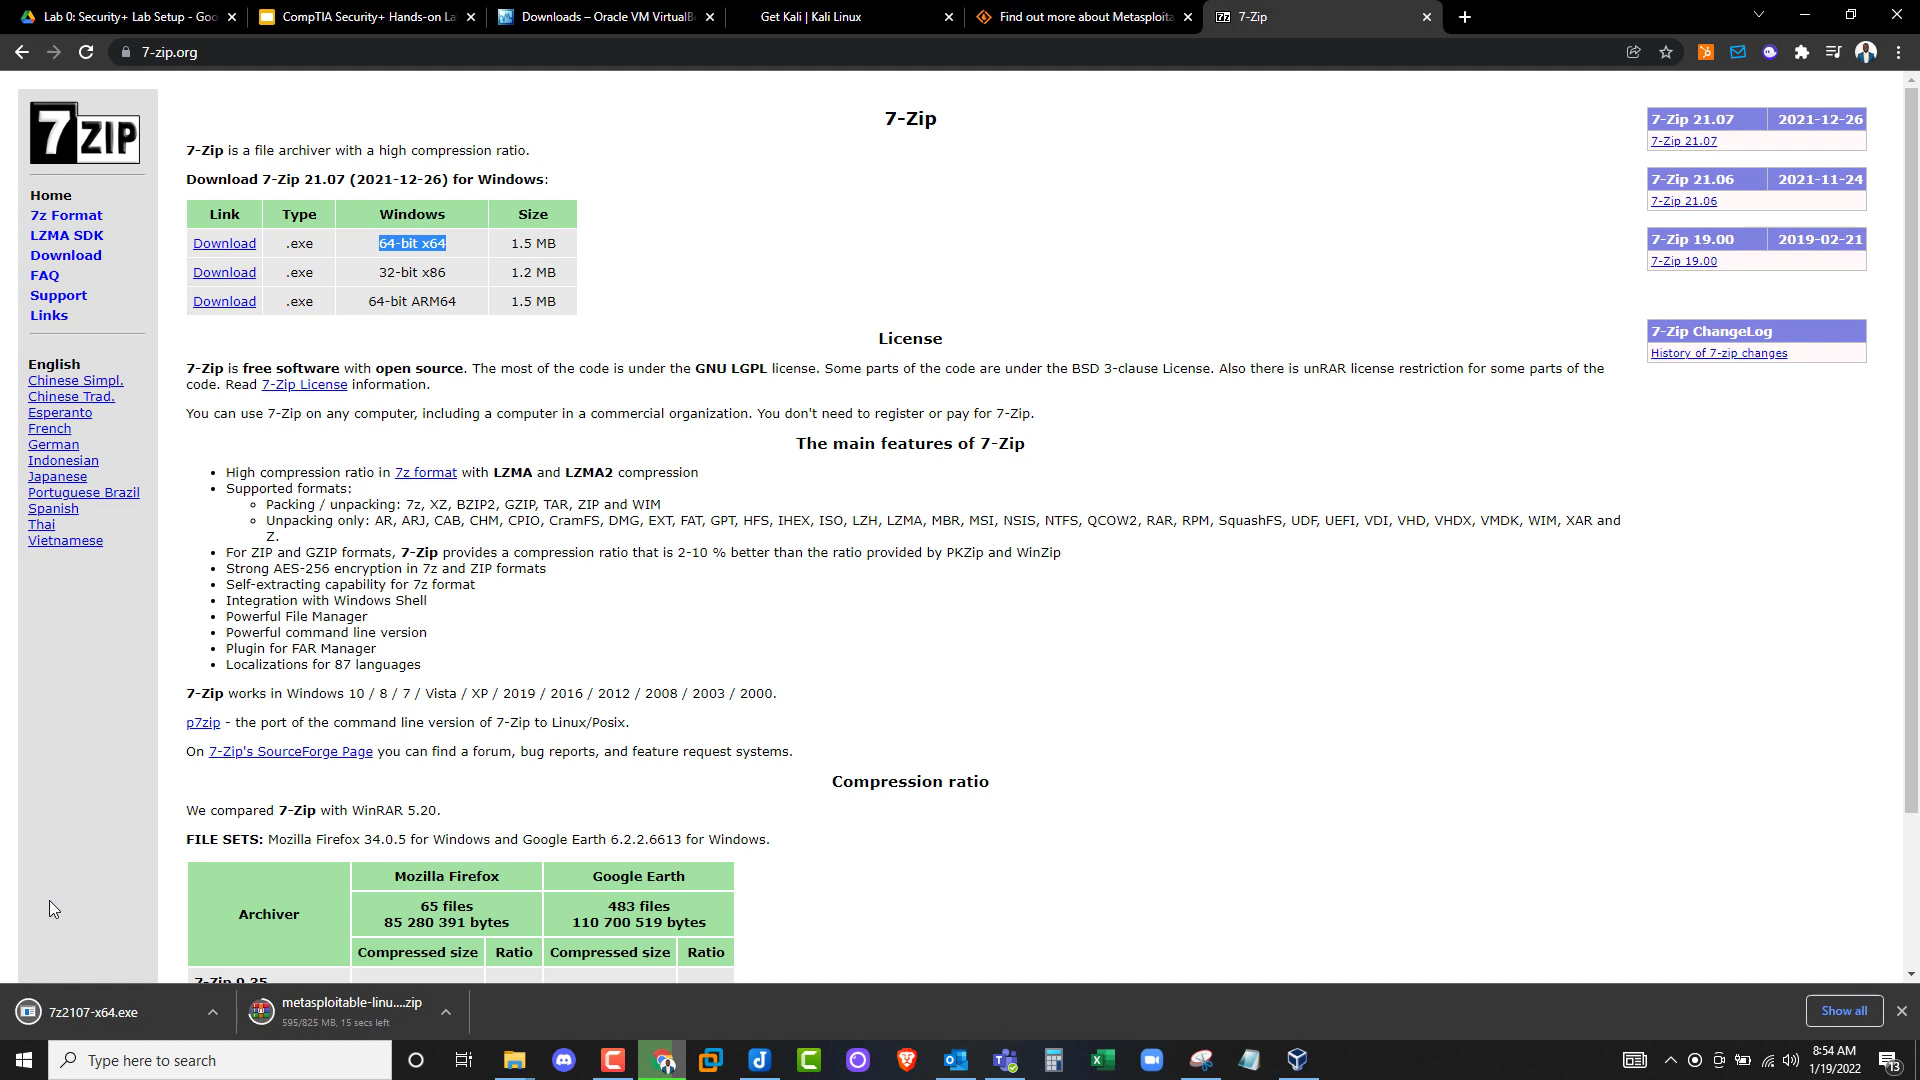 Lab 0: Security+ Lab Setup - Goo
CompTIA Security+ Hands-on La
Downloads – Oracle VM VirtualB
Get Kali | Kali Linux
Find out more about Metasploita
7-Zip
7-zip.org
7ZIP
Home
7z Format
LZMA SDK
Download
FAQ
Support
Links
English
Chinese Simpl.
Chinese Trad.
Esperanto
French
German
Indonesian
Japanese
Portuguese Brazil
Spanish
Thai
Vietnamese
7-Zip
7-Zip is a file archiver with a high compression ratio.
Download 7-Zip 21.07 (2021-12-26) for Windows:
Link Type Windows Size
Download .exe 64-bit x64 1.5 MB
Download .exe 32-bit x86 1.2 MB
Download .exe 64-bit ARM64 1.5 MB
License
7-Zip is free software with open source. The most of the code is under the GNU LGPL license. Some parts of the code are under the BSD 3-clause License. Also there is unRAR license restriction for some parts of the
code. Read 7-Zip License information.
You can use 7-Zip on any computer, including a computer in a commercial organization. You don't need to register or pay for 7-Zip.
The main features of 7-Zip
• High compression ratio in 7z format with LZMA and LZMA2 compression
• Supported formats:
◦ Packing / unpacking: 7z, XZ, BZIP2, GZIP, TAR, ZIP and WIM
◦ Unpacking only: AR, ARJ, CAB, CHM, CPIO, CramFS, DMG, EXT, FAT, GPT, HFS, IHEX, ISO, LZH, LZMA, MBR, MSI, NSIS, NTFS, QCOW2, RAR, RPM, SquashFS, UDF, UEFI, VDI, VHD, VHDX, VMDK, WIM, XAR and
Z.
• For ZIP and GZIP formats, 7-Zip provides a compression ratio that is 2-10 % better than the ratio provided by PKZip and WinZip
• Strong AES-256 encryption in 7z and ZIP formats
• Self-extracting capability for 7z format
• Integration with Windows Shell
• Powerful File Manager
• Powerful command line version
• Plugin for FAR Manager
• Localizations for 87 languages
7-Zip works in Windows 10 / 8 / 7 / Vista / XP / 2019 / 2016 / 2012 / 2008 / 2003 / 2000.
p7zip - the port of the command line version of 7-Zip to Linux/Posix.
On 7-Zip's SourceForge Page you can find a forum, bug reports, and feature request systems.
Compression ratio
We compared 7-Zip with WinRAR 5.20.
FILE SETS: Mozilla Firefox 34.0.5 for Windows and Google Earth 6.2.2.6613 for Windows.
Archiver Mozilla Firefox Google Earth
65 files 483 files
85 280 391 bytes 110 700 519 bytes
Compressed size Ratio Compressed size Ratio
7-Zip 9.35
7-Zip 21.07 2021-12-26
7-Zip 21.07
7-Zip 21.06 2021-11-24
7-Zip 21.06
7-Zip 19.00 2019-02-21
7-Zip 19.00
7-Zip ChangeLog
History of 7-zip changes
7z2107-x64.exe
metasploitable-linu....zip
595/825 MB, 15 secs left
Show all
Type here to search
8:54 AM
1/19/2022
13